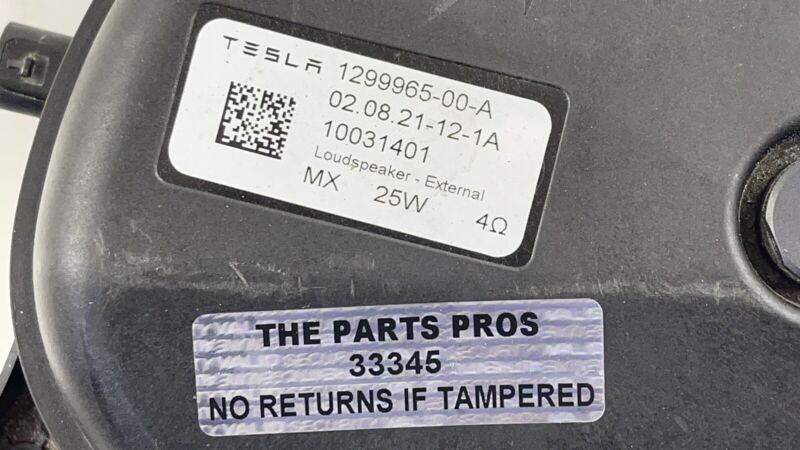 TESLA 1299965-00-A
02.08.21-12-1A
10031401
Loudspeaker - External
MX 25W 4Ω
THE PARTS PROS
33345
NO RETURNS IF TAMPERED